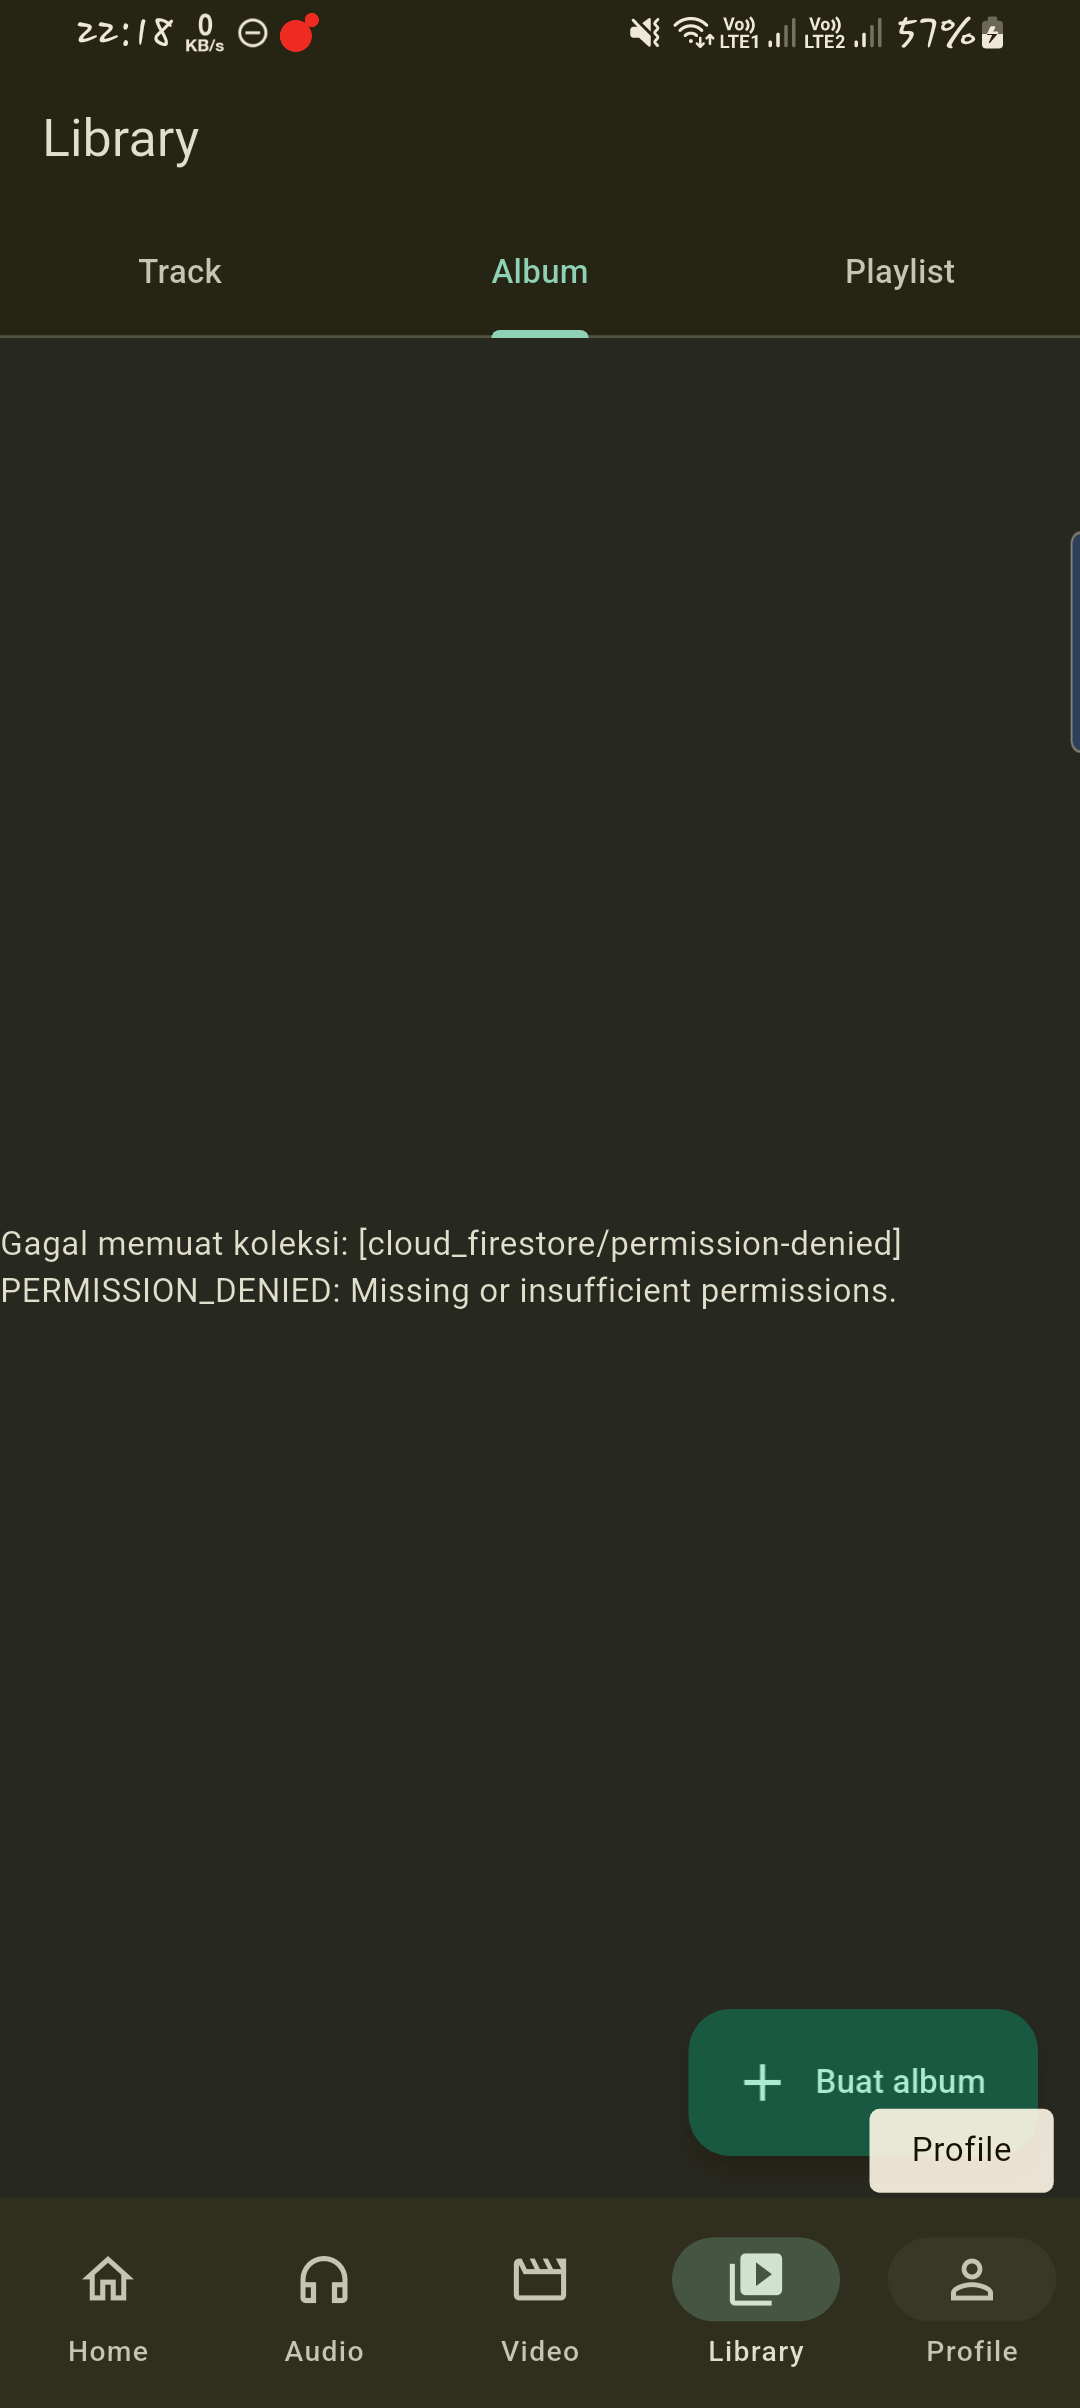 22:18 0 KB/s Vo)) LTE1 Vo)) LTE2 57%
Library
Track Album Playlist
Gagal memuat koleksi: [cloud_firestore/permission-denied]
PERMISSION_DENIED: Missing or insufficient permissions.
Buat album
Profile
Home Audio Video Library Profile